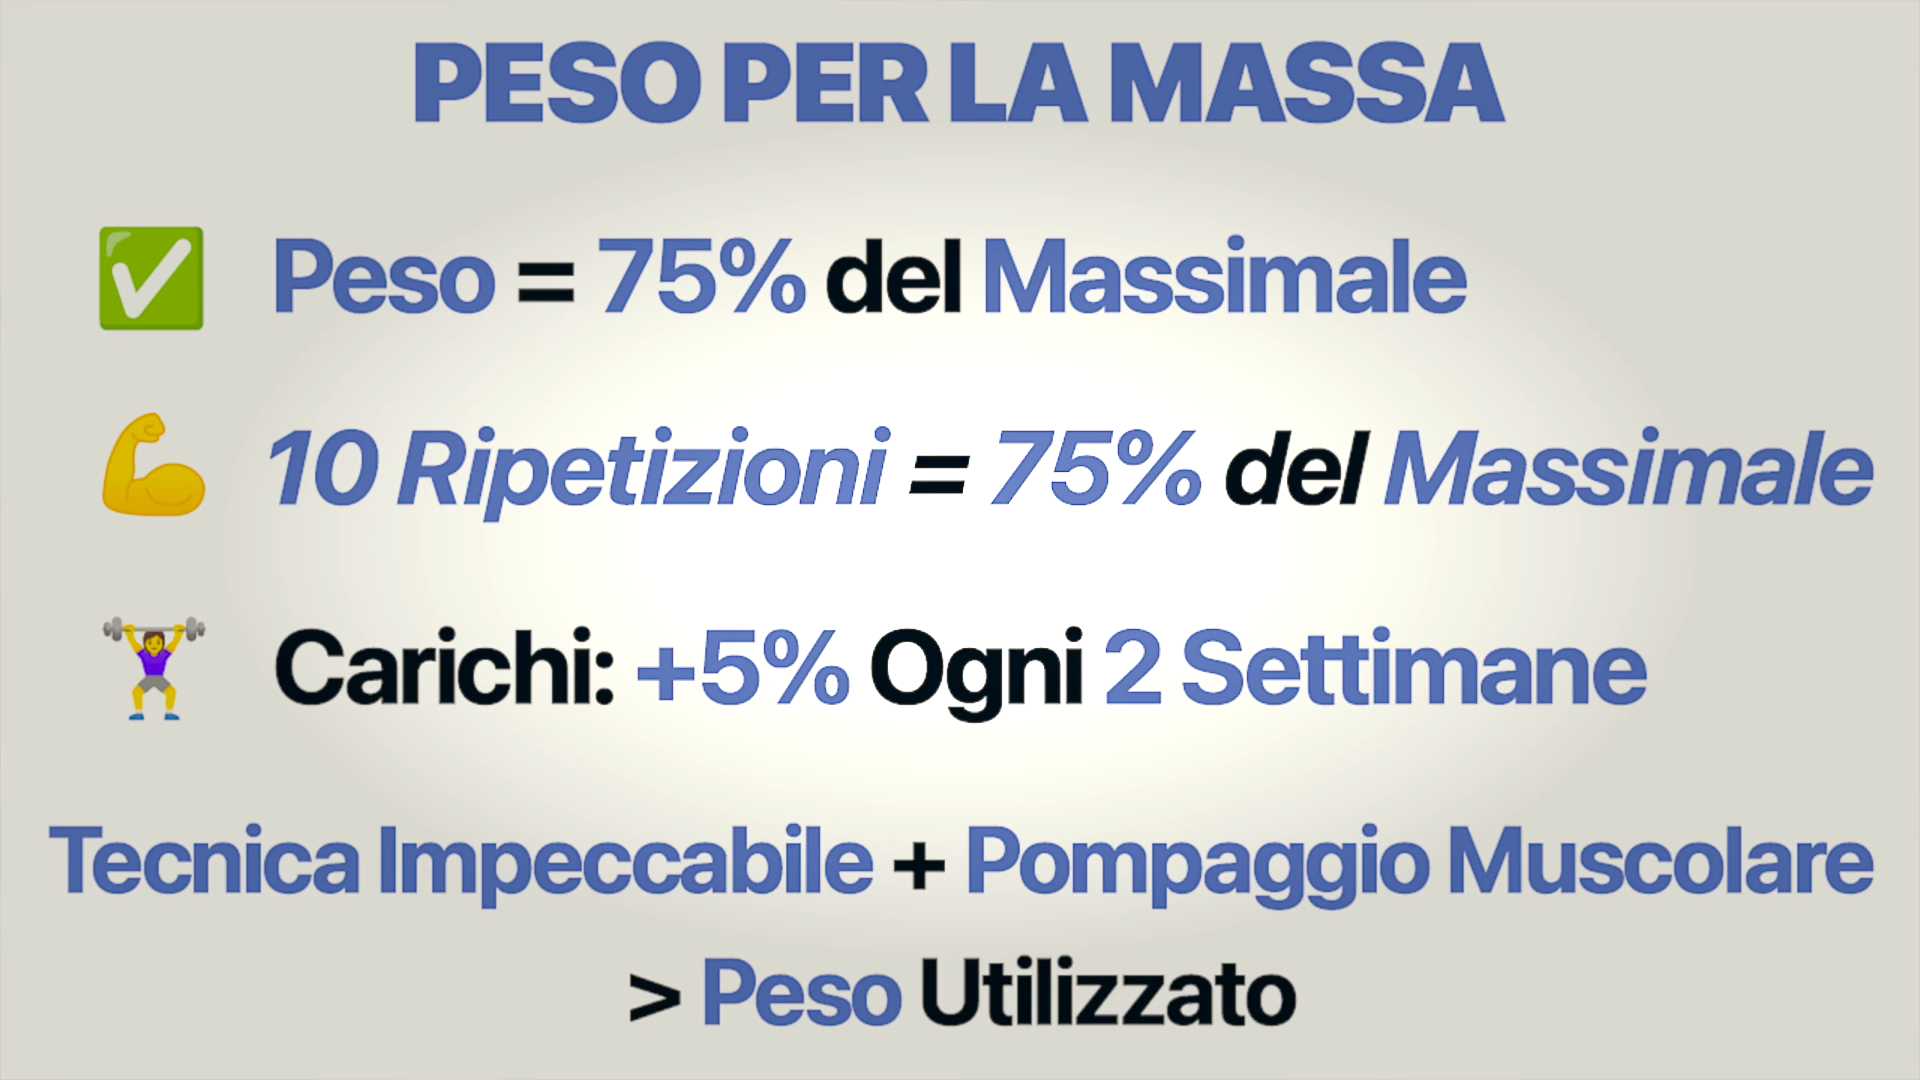 PESO PER LA MASSA
Peso = 75% del Massimale
10 Ripetizioni = 75% del Massimale
Carichi: +5% Ogni 2 Settimane
Tecnica Impeccabile + Pompaggio Muscolare
> Peso Utilizzato